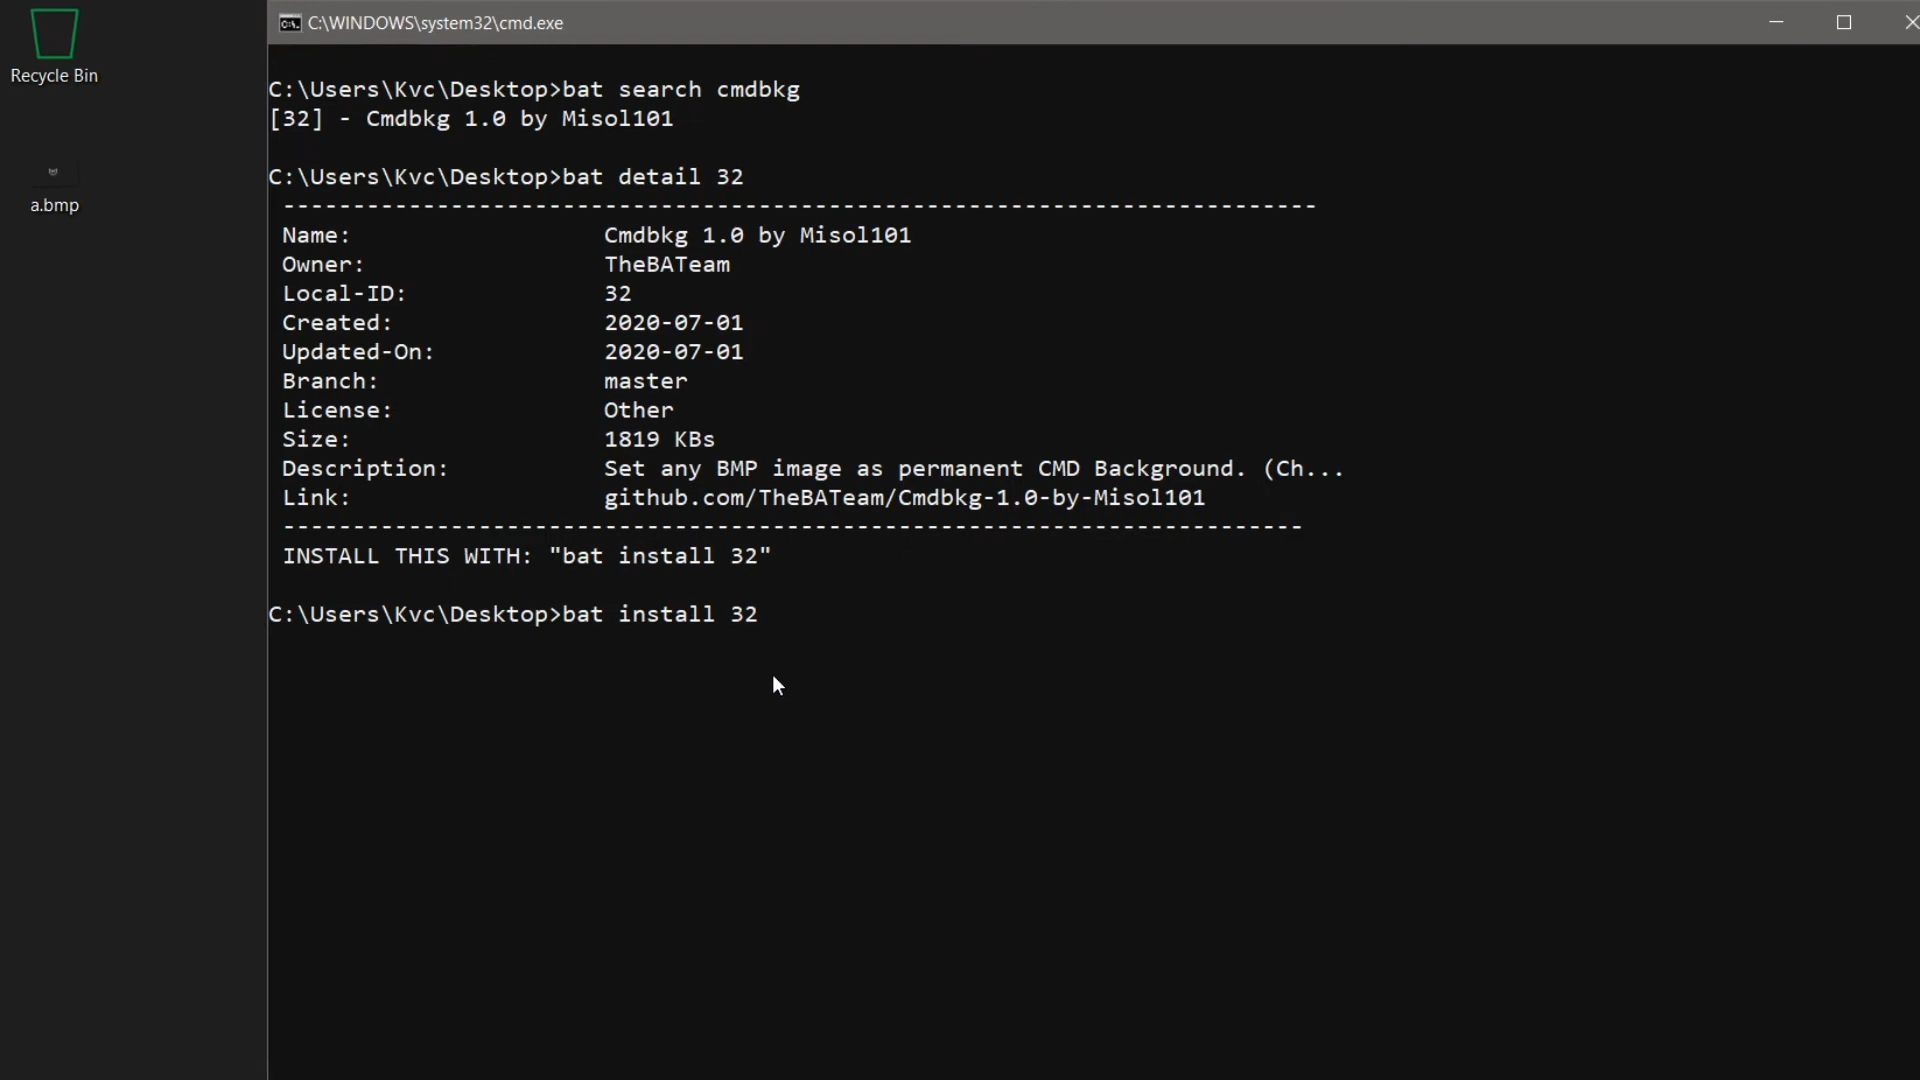 C:\WINDOWS\system32\cmd.exe
Recycle Bin
a.bmp
C:\Users\Kvc\Desktop>bat search cmdbkg
[32] - Cmdbkg 1.0 by Misol101
C:\Users\Kvc\Desktop>bat detail 32
--------------------------------------------------------------------------
Name: Cmdbkg 1.0 by Misol101
Owner: TheBATeam
Local-ID: 32
Created: 2020-07-01
Updated-On: 2020-07-01
Branch: master
License: Other
Size: 1819 KBs
Description: Set any BMP image as permanent CMD Background. (Ch...
Link: github.com/TheBATeam/Cmdbkg-1.0-by-Misol101
-------------------------------------------------------------------------
INSTALL THIS WITH: "bat install 32"
C:\Users\Kvc\Desktop>bat install 32